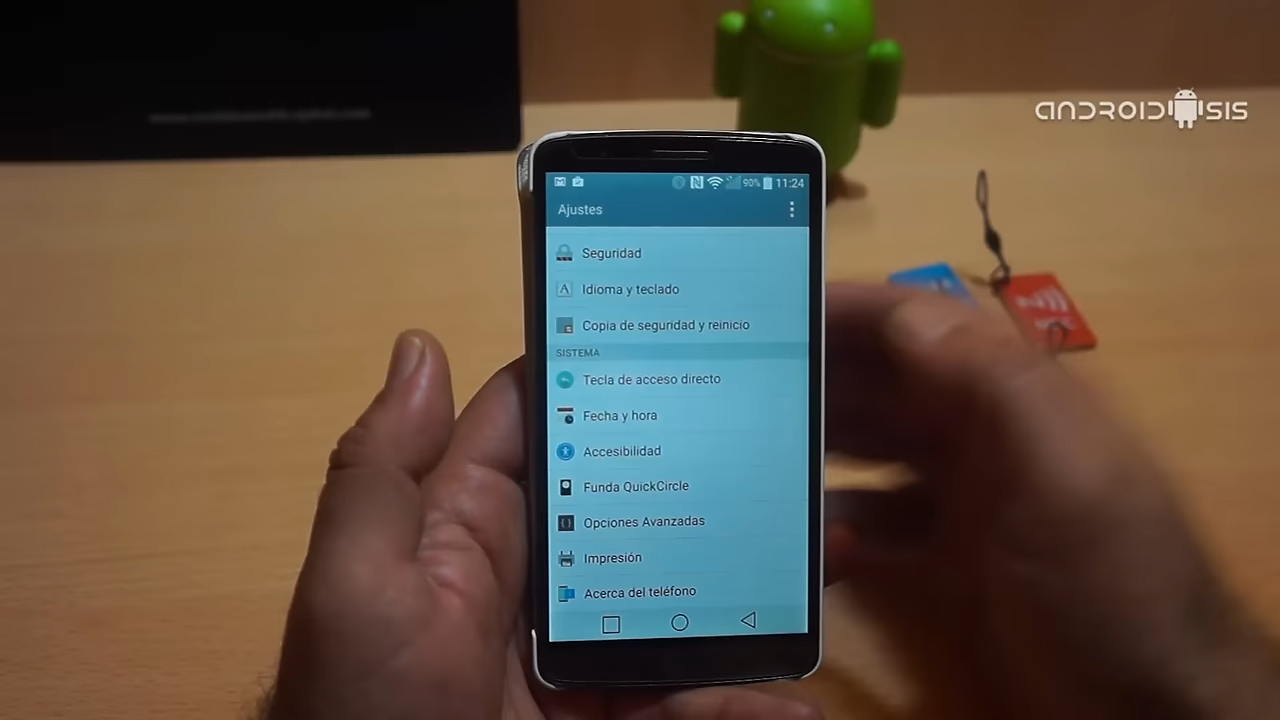 ANDROIDSIS
90% 11:24
Ajustes
Seguridad
Idioma y teclado
Copia de seguridad y reinicio
SISTEMA
Tecla de acceso directo
Fecha y hora
Accesibilidad
Funda QuickCircle
Opciones Avanzadas
Impresión
Acerca del teléfono